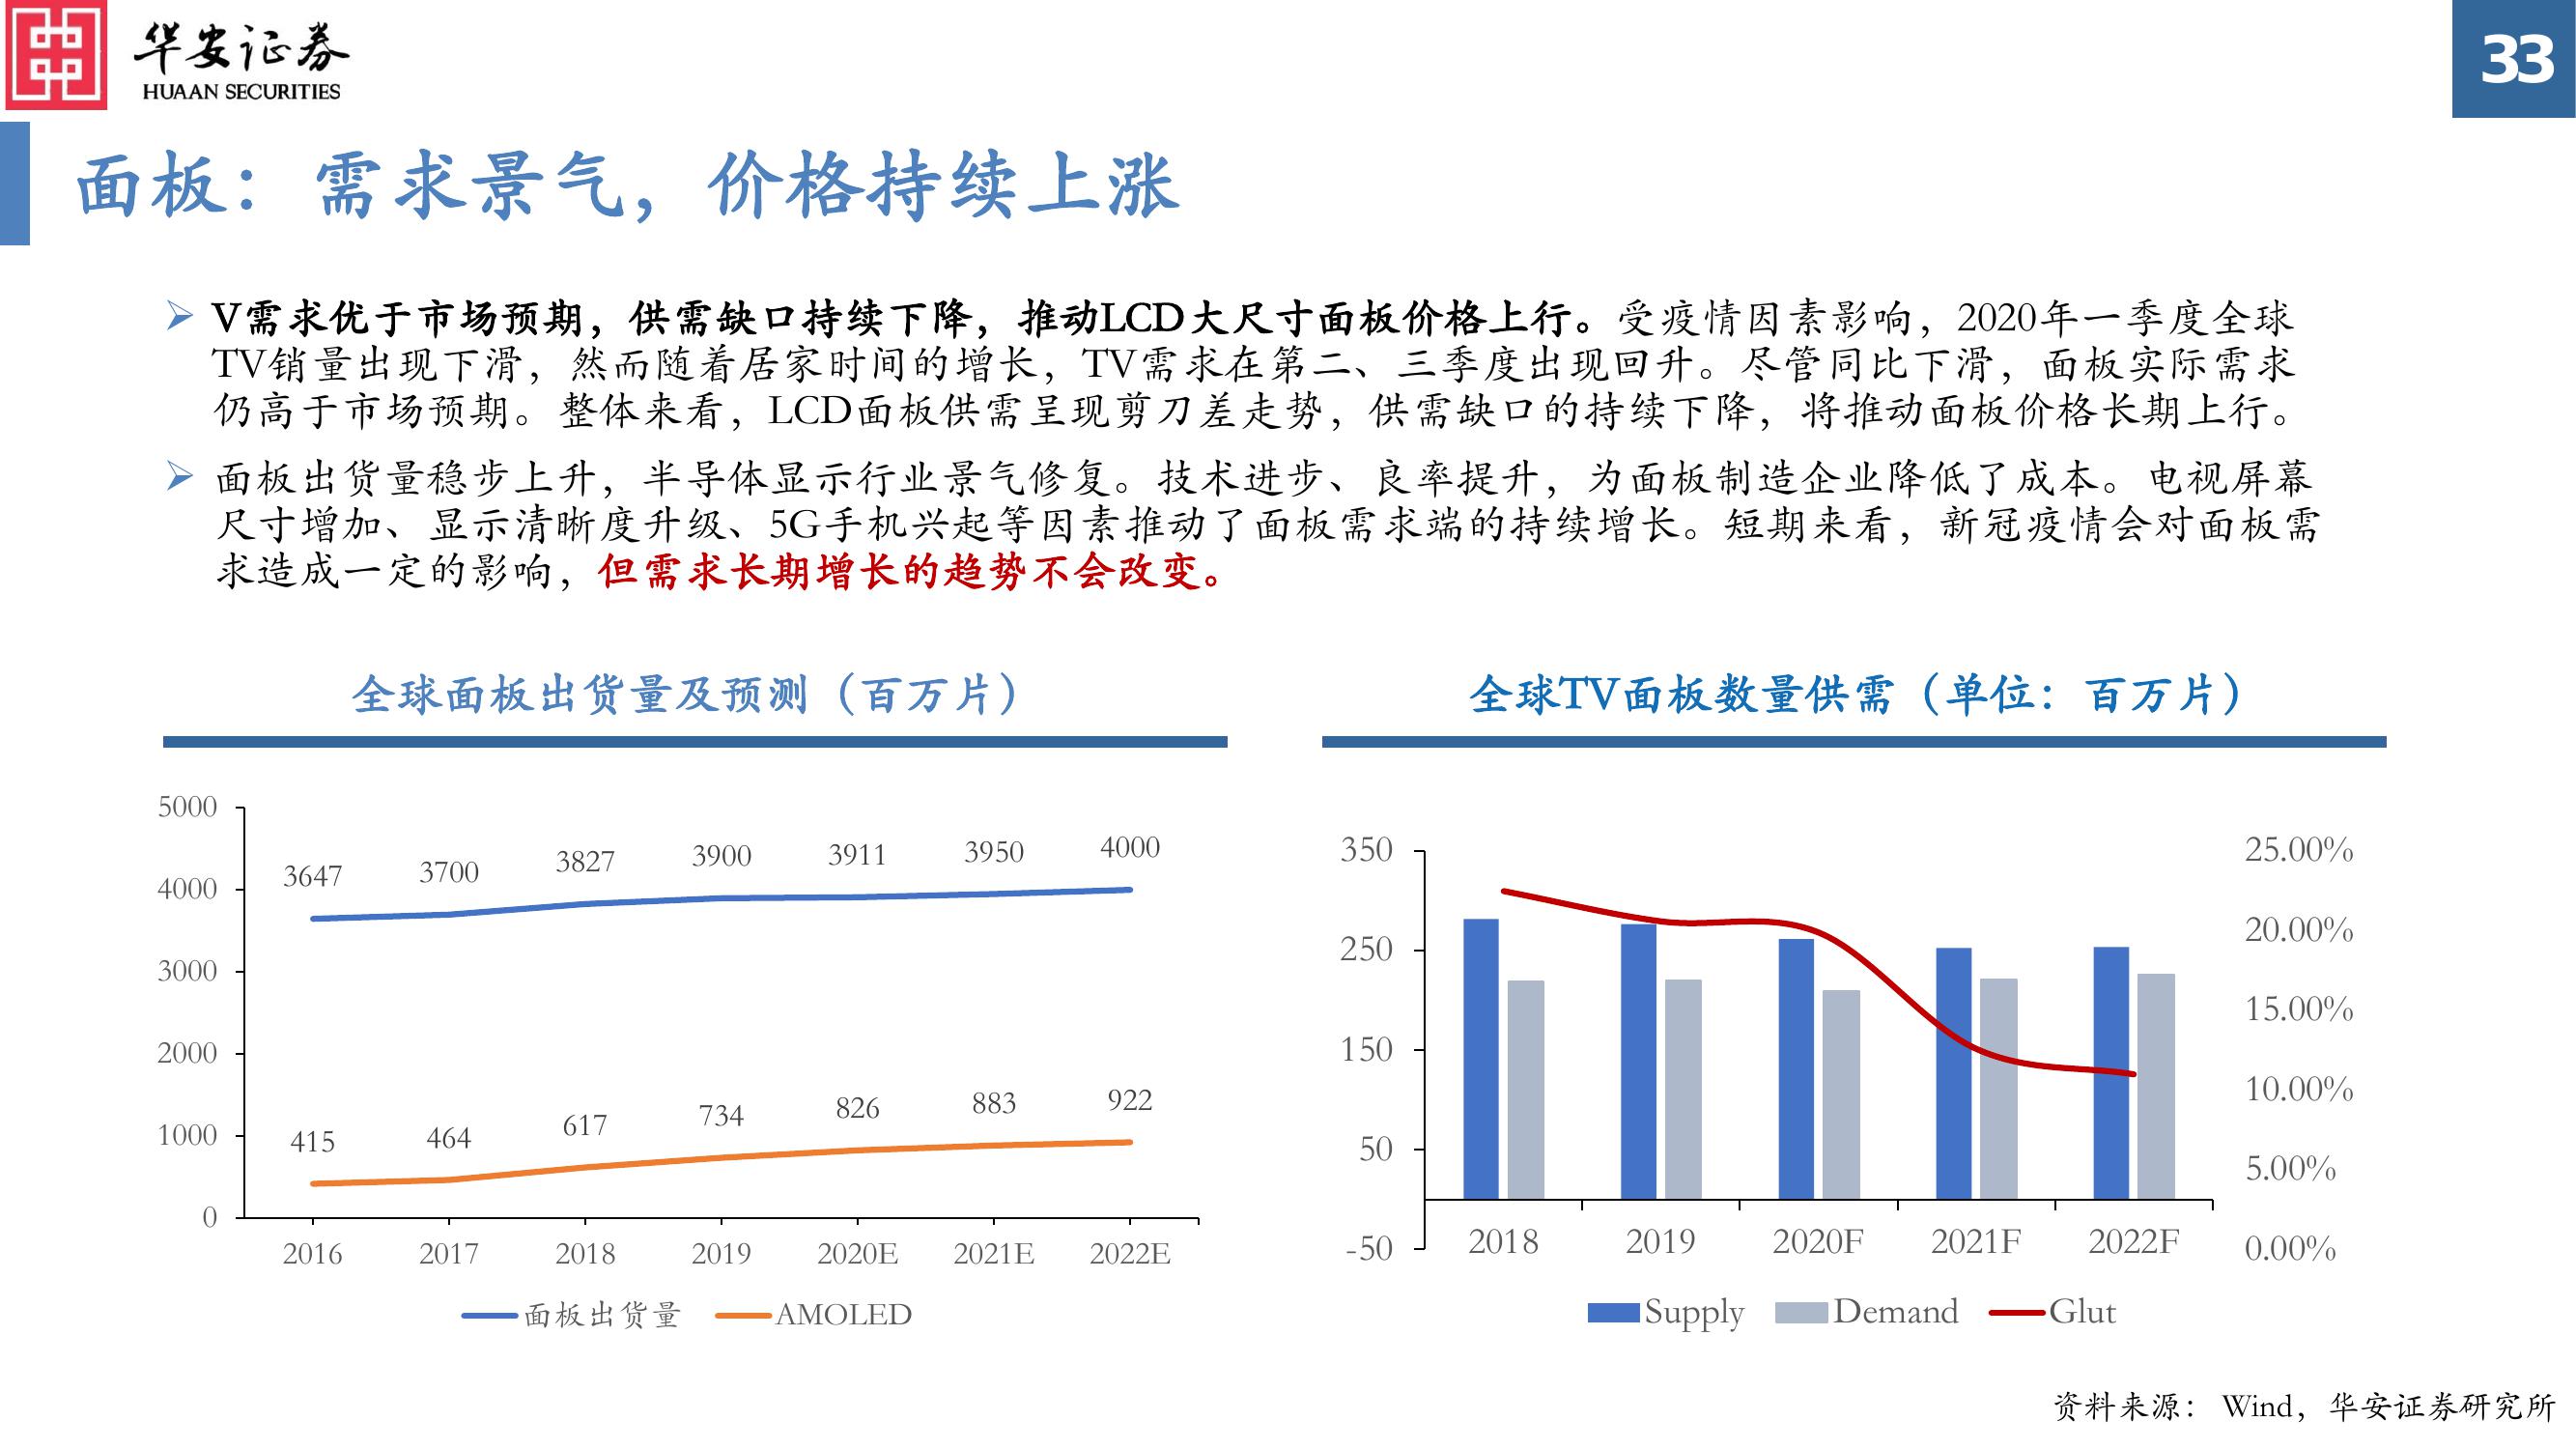 华安证券
HUAAN SECURITIES
33
面板：需求景气，价格持续上涨
V需求优于市场预期，供需缺口持续下降，推动LCD大尺寸面板价格上行。受疫情因素影响，2020年一季度全球
TV销量出现下滑，然而随着居家时间的增长，TV需求在第二、三季度出现回升。尽管同比下滑，面板实际需求
仍高于市场预期。整体来看，LCD面板供需呈现剪刀差走势，供需缺口的持续下降，将推动面板价格长期上行。
面板出货量稳步上升，半导体显示行业景气修复。技术进步、良率提升，为面板制造企业降低了成本。电视屏幕
尺寸增加、显示清晰度升级、5G手机兴起等因素推动了面板需求端的持续增长。短期来看，新冠疫情会对面板需
求造成一定的影响，但需求长期增长的趋势不会改变。
全球面板出货量及预测（百万片）
5000
4000
3000
2000
1000
0
3647 3700 3827 3900 3911 3950 4000
415 464 617 734 826 883 922
2016 2017 2018 2019 2020E 2021E 2022E
面板出货量 AMOLED
全球TV面板数量供需（单位：百万片）
350
250
150
50
-50
25.00%
20.00%
15.00%
10.00%
5.00%
0.00%
2018 2019 2020F 2021F 2022F
Supply Demand Glut
资料来源： Wind，华安证券研究所